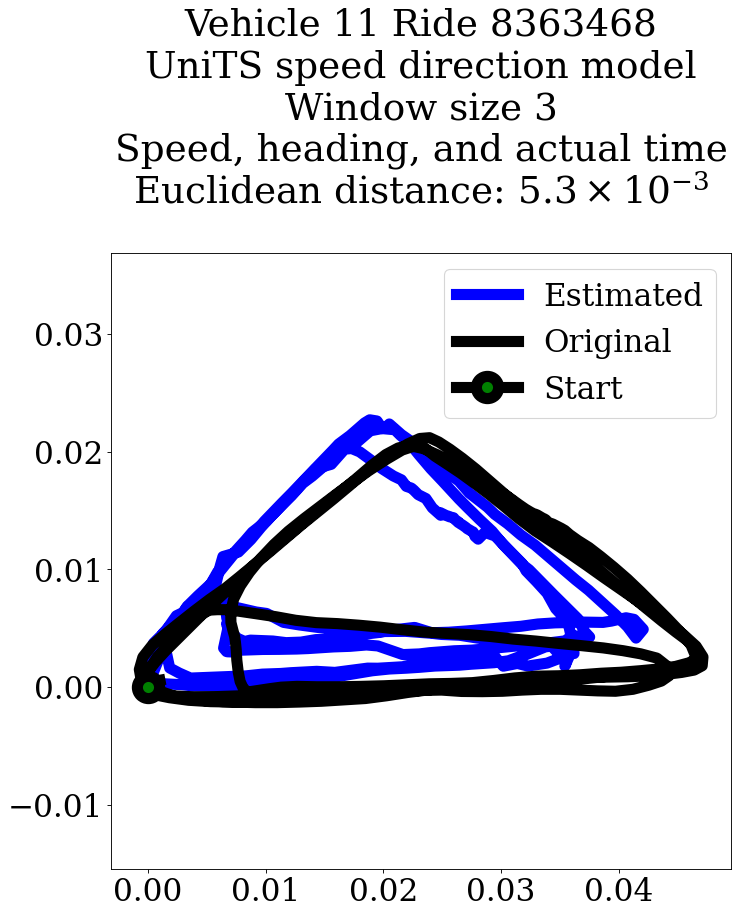 Vehicle 11 Ride 8363468
UniTS speed direction model
Window size 3
Speed, heading, and actual time
Euclidean distance: 5.3 × 10⁻³
Estimated
Original
Start
0.03
0.02
0.01
0.00
−0.01
0.00 0.01 0.02 0.03 0.04